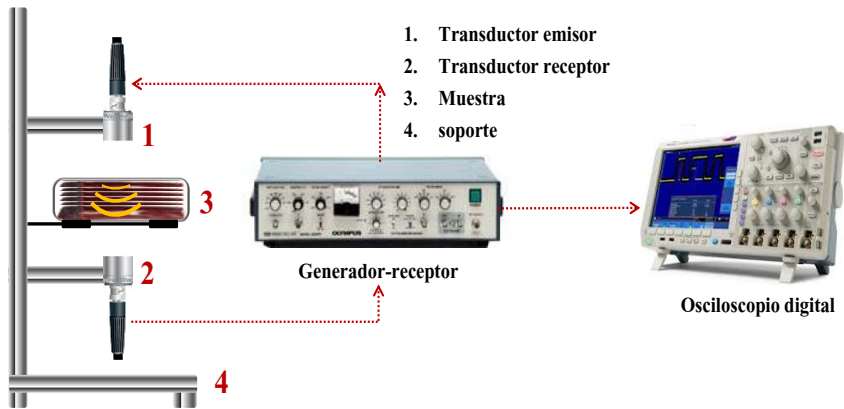 1. Transductor emisor
2. Transductor receptor
3. Muestra
4. soporte
1
3
2
4
OLYMPUS
Generador-receptor
Osciloscopio digital